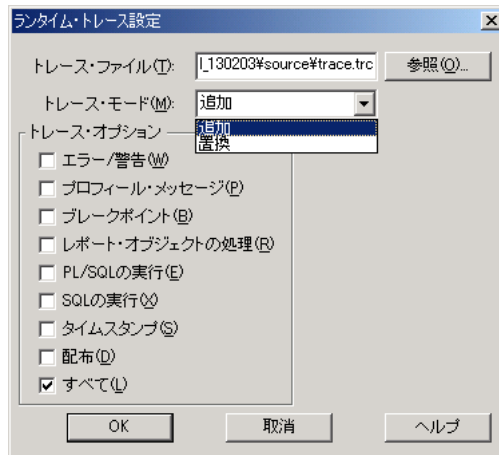 ランタイム・トレース設定
トレース・ファイル(T): l_130203¥source¥trace.trc 参照(O)...
トレース・モード(M): 追加
追加
置換
トレース・オプション
エラー/警告(W)
プロフィール・メッセージ(P)
ブレークポイント(B)
レポート・オブジェクトの処理(R)
PL/SQLの実行(E)
SQLの実行(X)
タイムスタンプ(S)
配布(D)
すべて(L)
OK 取消 ヘルプ